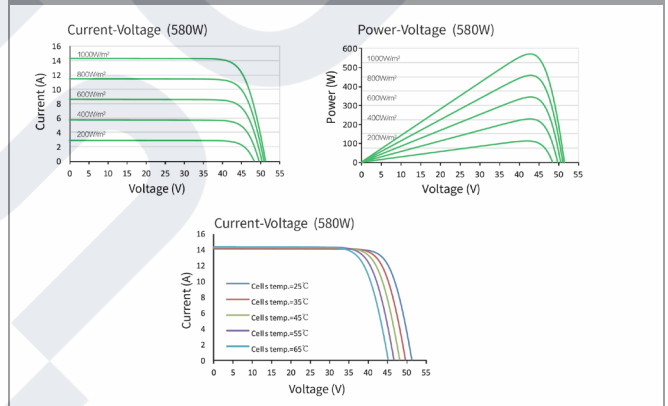 Current-Voltage (580W)
Current (A)
16
14
12
10
8
6
4
2
0
1000W/m²
800W/m²
600W/m²
400W/m²
200W/m²
0 5 10 15 20 25 30 35 40 45 50 55
Voltage (V)
Power-Voltage (580W)
Power (W)
600
500
400
300
200
100
0
1000W/m²
800W/m²
600W/m²
400W/m²
200W/m²
0 5 10 15 20 25 30 35 40 45 50 55
Voltage (V)
Current-Voltage (580W)
Current (A)
16
14
12
10
8
6
4
2
0
Cells temp.=25℃
Cells temp.=35℃
Cells temp.=45℃
Cells temp.=55℃
Cells temp.=65℃
0 5 10 15 20 25 30 35 40 45 50 55
Voltage (V)